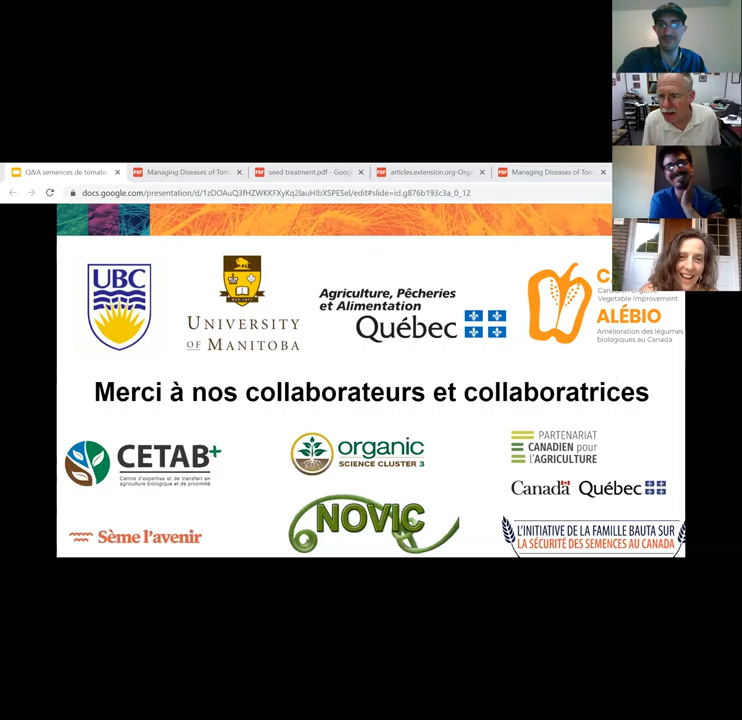 Q&A semences de tomate
Managing Diseases of Tom
seed treatment.pdf - Goog
articles.extension.org-Orga
Managing Diseases of Tom
docs.google.com/presentation/d/1zDOAuQ3fHZWKKFXyKq2lauHIbXSPESeI/edit#slide=id.g876b193c3a_0_12
UBC
UNIVERSITY
OF MANITOBA
Agriculture, Pêcheries
et Alimentation
Québec
C
Vegetable Improvement
ALÉBIO
Amélioration des légumes
biologiques au Canada
Merci à nos collaborateurs et collaboratrices
CETAB+
Centre d'expertise et de transfert en
agriculture biologique et de proximité
organic
SCIENCE CLUSTER 3
PARTENARIAT
CANADIEN pour
l'AGRICULTURE
Canada Québec
Sème l'avenir
NOVIC
L'INITIATIVE DE LA FAMILLE BAUTA SUR
LA SÉCURITÉ DES SEMENCES AU CANADA